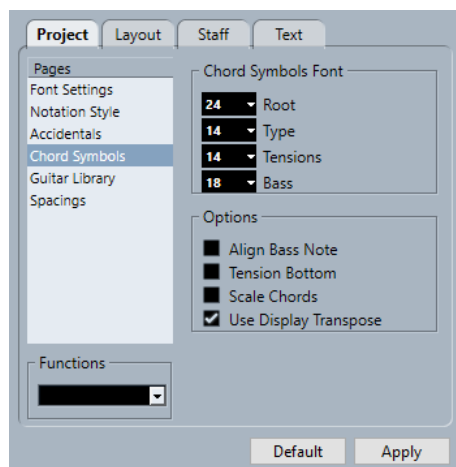 Project Layout Staff Text
Pages
Font Settings
Notation Style
Accidentals
Chord Symbols
Guitar Library
Spacings
Functions
Chord Symbols Font
24 Root
14 Type
14 Tensions
18 Bass
Options
Align Bass Note
Tension Bottom
Scale Chords
Use Display Transpose
Default Apply